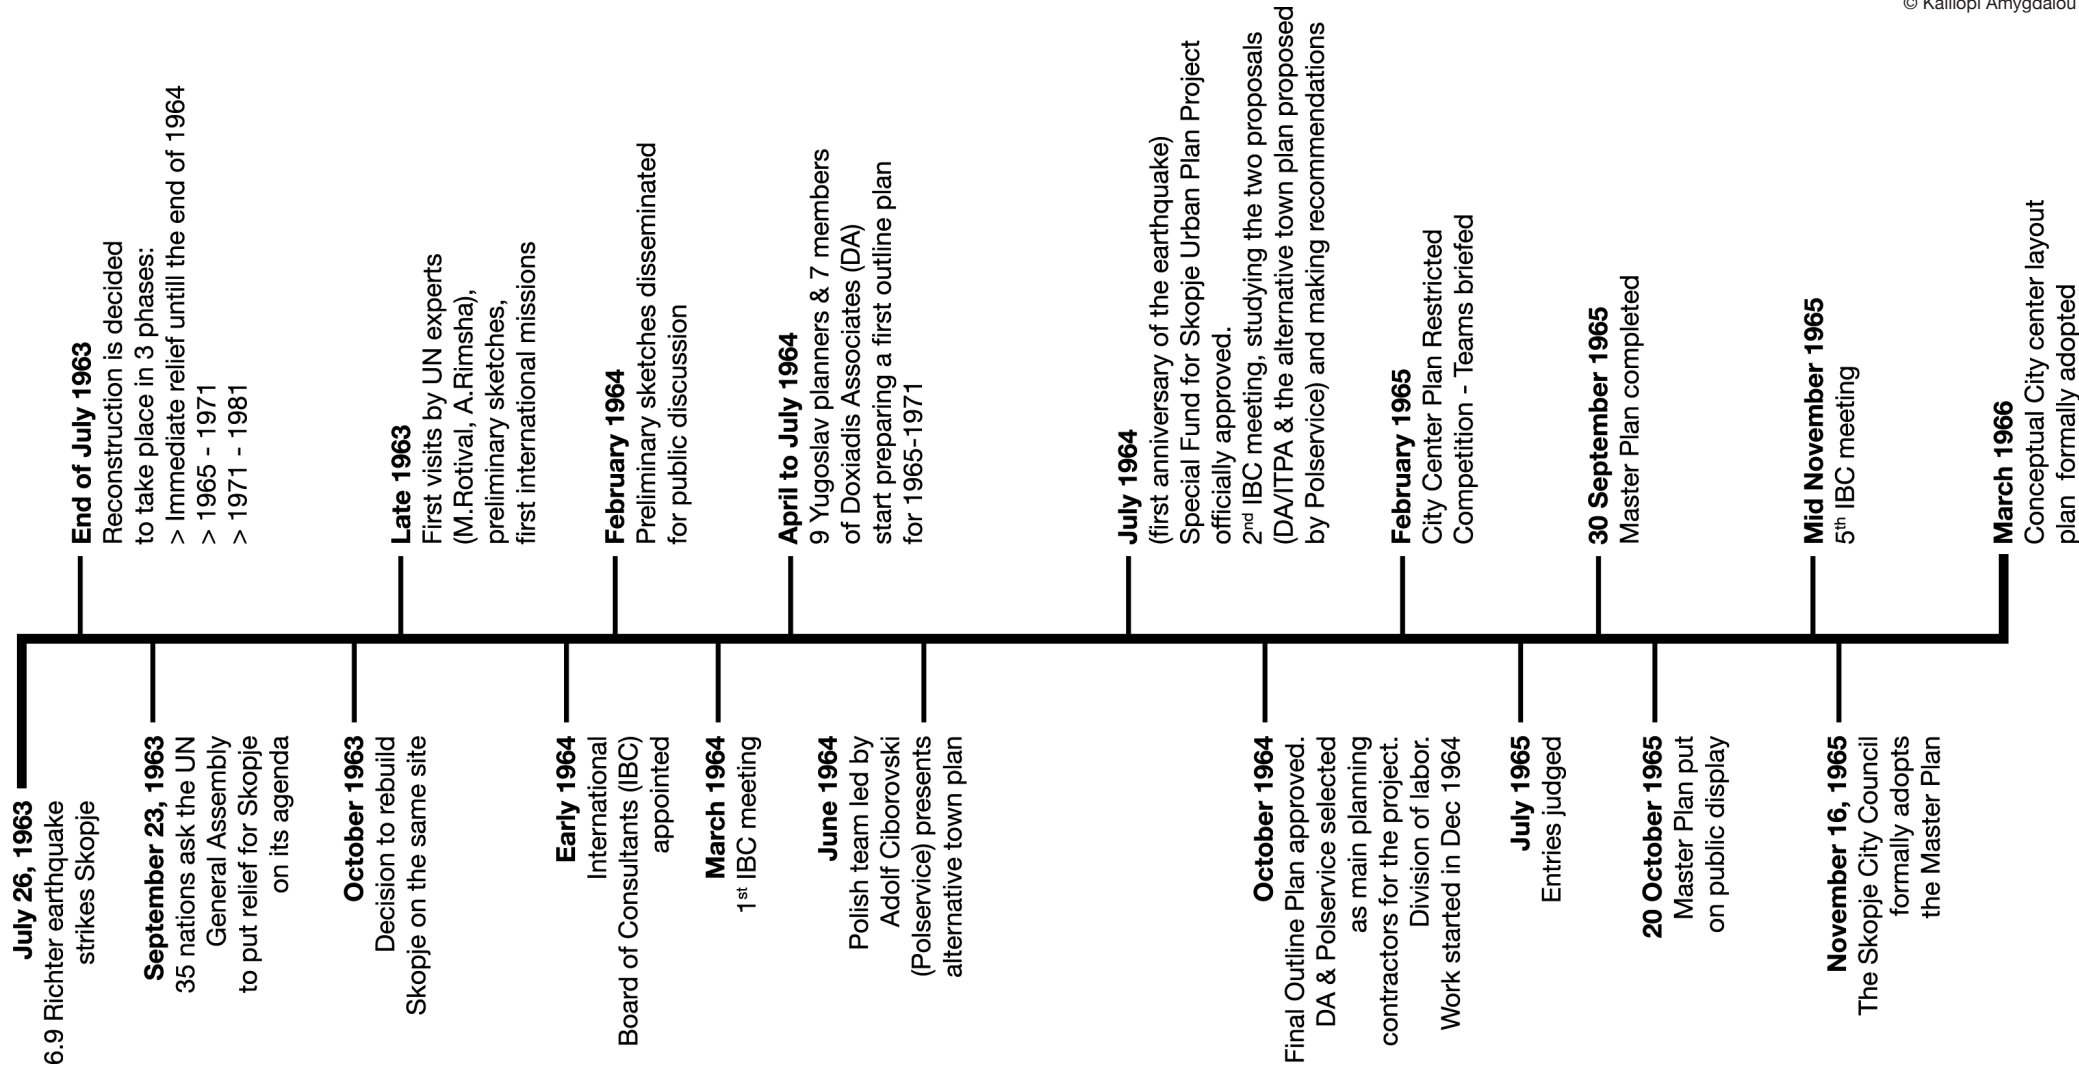 © Kalliopi Amygdalou
July 26, 1963
6.9 Richter earthquake
strikes Skopje
End of July 1963
Reconstruction is decided
to take place in 3 phases:
> Immediate relief untill the end of 1964
> 1965 - 1971
> 1971 - 1981
September 23, 1963
35 nations ask the UN
General Assembly
to put relief for Skopje
on its agenda
October 1963
Decision to rebuild
Skopje on the same site
Late 1963
First visits by UN experts
(M.Rotival, A.Rimsha),
preliminary sketches,
first international missions
Early 1964
International
Board of Consultants (IBC)
appointed
February 1964
Preliminary sketches disseminated
for public discussion
March 1964
1st IBC meeting
April to July 1964
9 Yugoslav planners & 7 members
of Doxiadis Associates (DA)
start preparing a first outline plan
for 1965-1971
June 1964
Polish team led by
Adolf Ciborovski
(Polservice) presents
alternative town plan
July 1964
(first anniversary of the earthquake)
Special Fund for Skopje Urban Plan Project
officially approved.
2nd IBC meeting, studying the two proposals
(DA/ITPA & the alternative town plan proposed
by Polservice) and making recommendations
October 1964
Final Outline Plan approved.
DA & Polservice selected
as main planning
contractors for the project.
Division of labor.
Work started in Dec 1964
February 1965
City Center Plan Restricted
Competition - Teams briefed
July 1965
Entries judged
30 September 1965
Master Plan completed
20 October 1965
Master Plan put
on public display
Mid November 1965
5th IBC meeting
November 16, 1965
The Skopje City Council
formally adopts
the Master Plan
March 1966
Conceptual City center layout
plan formally adopted